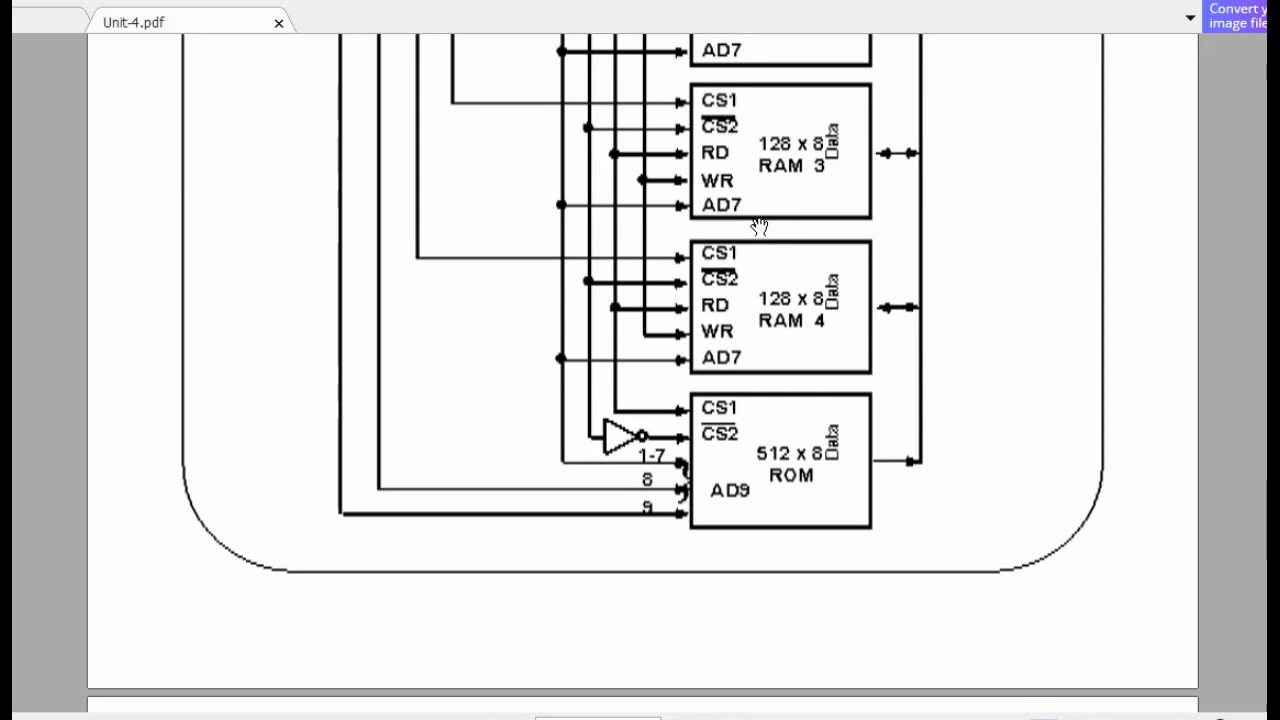 Unit-4.pdf
×
Convert y
image file
AD7
CS1
CS2
RD
WR
AD7
128 x 8
RAM 3
Data
CS1
CS2
RD
WR
AD7
128 x 8
RAM 4
Data
CS1
CS2
AD9
512 x 8
ROM
Data
1-7
8
9